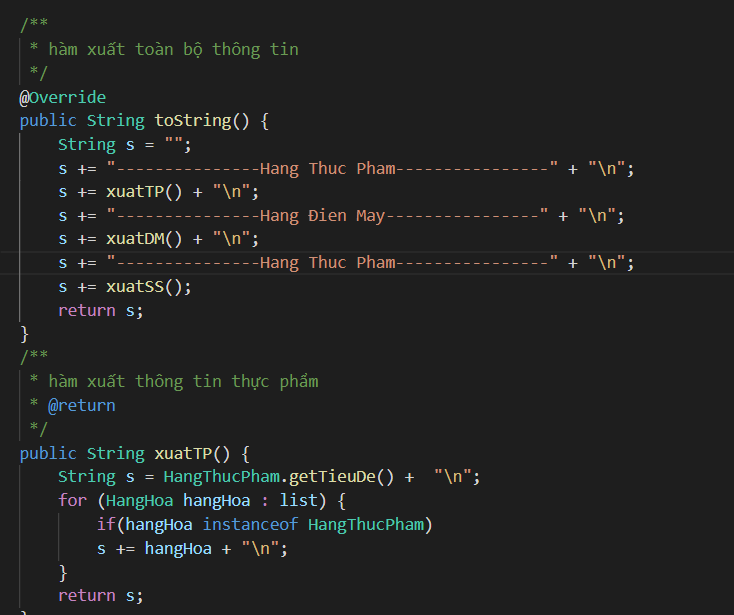 /**
 * hàm xuất toàn bộ thông tin
 */
@Override
public String toString() {
    String s = "";
    s += "---------------Hang Thuc Pham----------------" + "\n";
    s += xuatTP() + "\n";
    s += "---------------Hang Đien May----------------" + "\n";
    s += xuatDM() + "\n";
    s += "---------------Hang Thuc Pham----------------" + "\n";
    s += xuatSS();
    return s;
}
/**
 * hàm xuất thông tin thực phẩm
 * @return
 */
public String xuatTP() {
    String s = HangThucPham.getTieuDe() +  "\n";
    for (HangHoa hangHoa : list) {
        if(hangHoa instanceof HangThucPham)
        s += hangHoa + "\n";
    }
    return s;